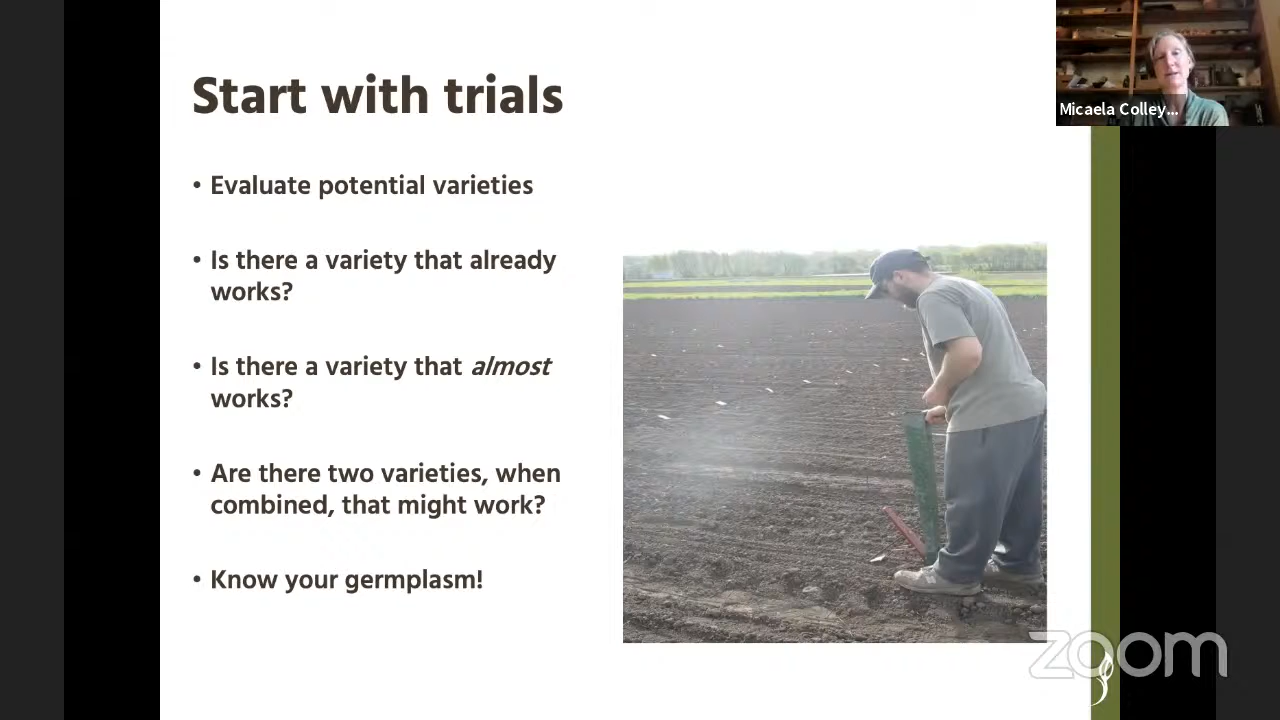 Start with trials
• Evaluate potential varieties
• Is there a variety that already
works?
• Is there a variety that almost
works?
• Are there two varieties, when
combined, that might work?
• Know your germplasm!
Micaela Colley...
zoom